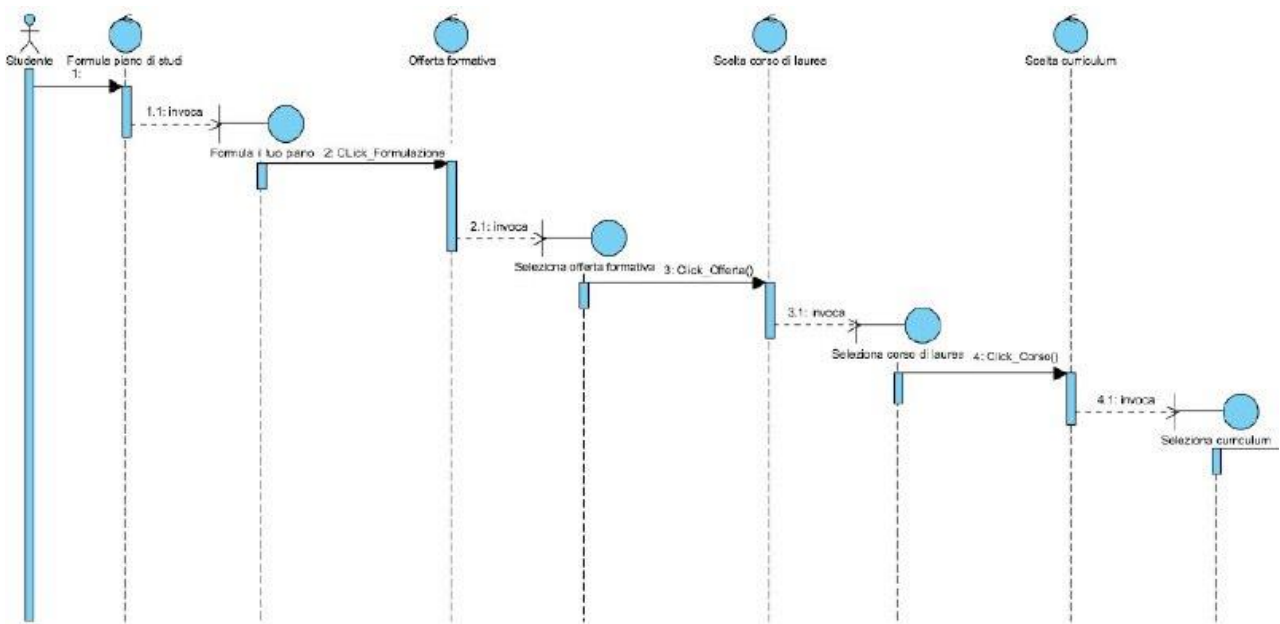 Studente
Formula piano di studi
Offerta formativa
Scelta corso di laurea
Scelta curriculum
1:
1.1: invoca
Formula il tuo piano
2: CLick_Formulazione
2.1: invoca
Seleziona offerta formativa
3: Click_Offerta()
3.1: invoca
Seleziona corso di laurea
4: Click_Corso()
4.1: invoca
Seleziona curriculum